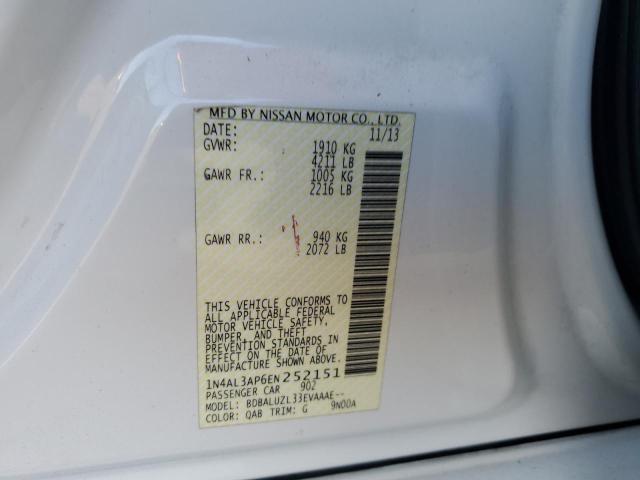 MFD BY NISSAN MOTOR CO., LTD.
DATE: 11/13
GVWR: 1910 KG
4211 LB
GAWR FR.: 1005 KG
2216 LB
GAWR RR.: 940 KG
2072 LB
THIS VEHICLE CONFORMS TO
ALL APPLICABLE FEDERAL
MOTOR VEHICLE SAFETY,
BUMPER, AND THEFT
PREVENTION STANDARDS IN
EFFECT ON THE DATE OF
MANUFACTURE SHOWN ABOVE.
1N4AL3AP6EN252151
PASSENGER CAR 902
MODEL: BDBALUZL33EVAAAE--
COLOR: QAB TRIM: G 9N00A